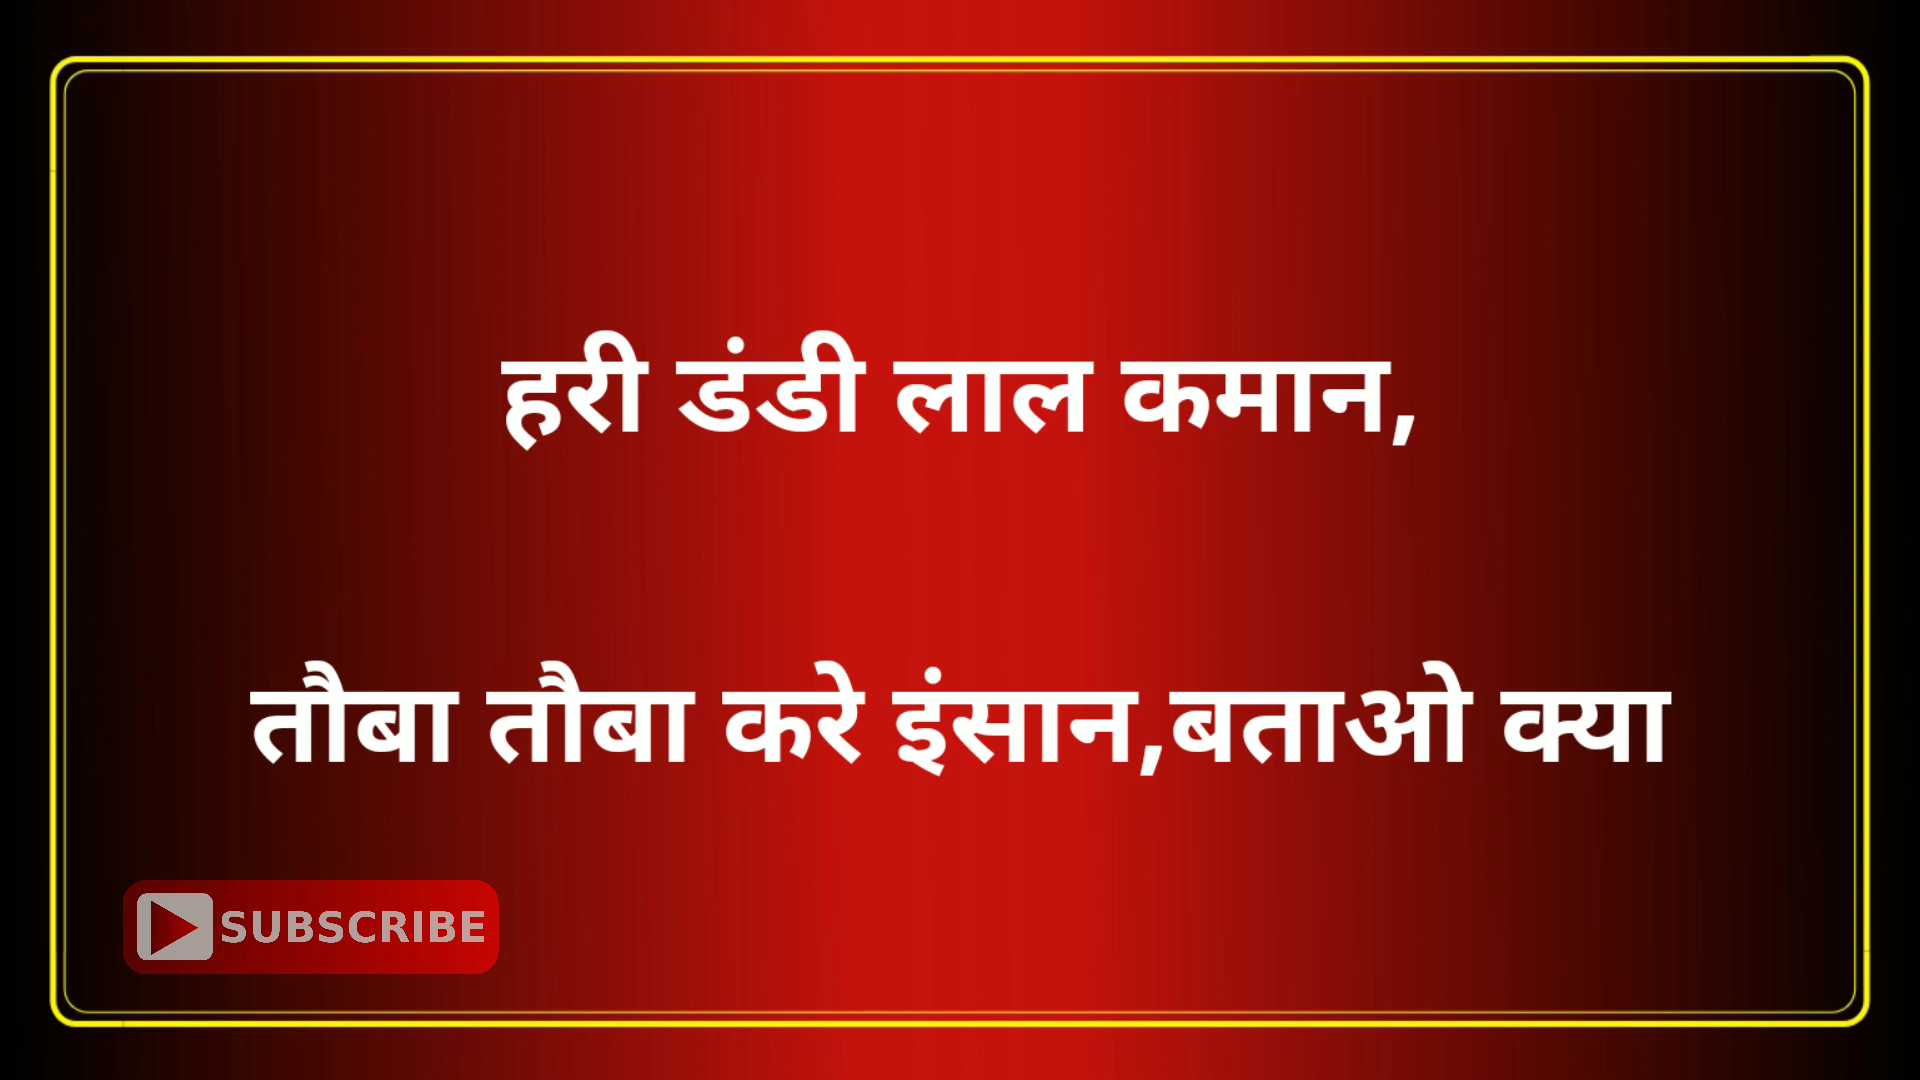 हरी डंडी लाल कमान,
तौबा तौबा करे इंसान,बताओ क्या
SUBSCRIBE